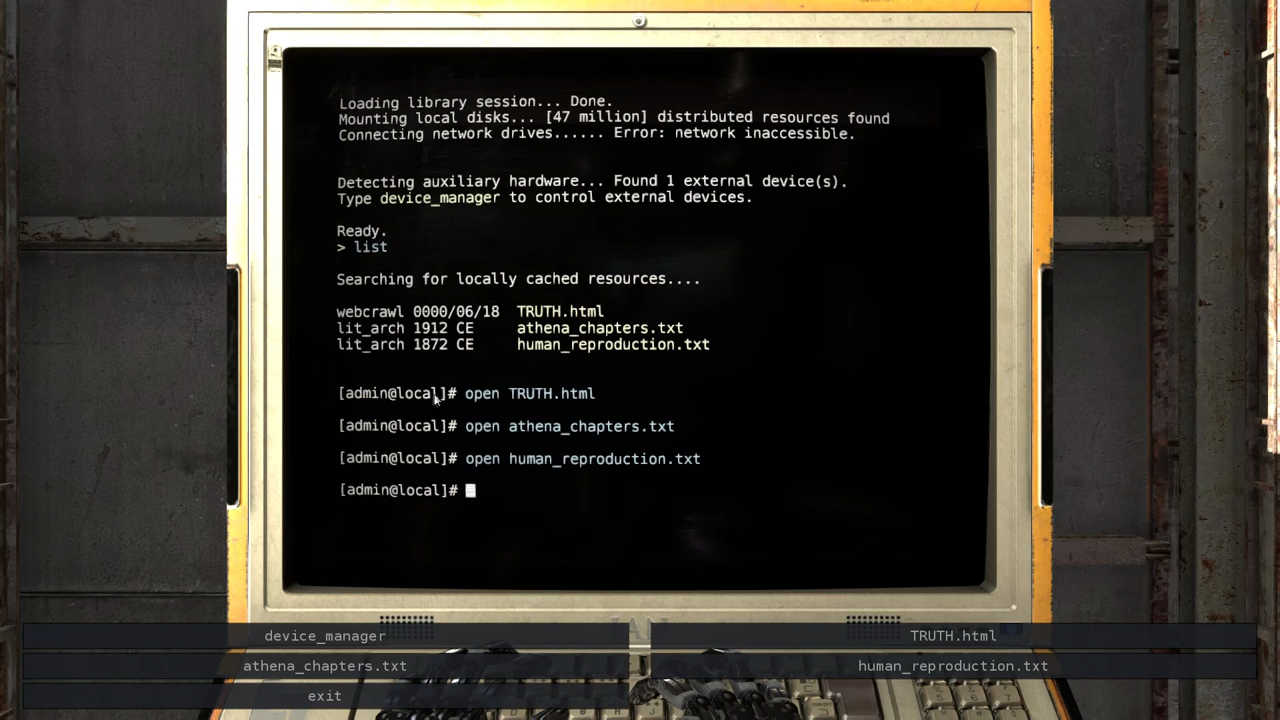 Loading library session... Done.
Mounting local disks... [47 million] distributed resources found
Connecting network drives...... Error: network inaccessible.
Detecting auxiliary hardware... Found 1 external device(s).
Type device_manager to control external devices.
Ready.
> list
Searching for locally cached resources....
webcrawl 0000/06/18 TRUTH.html
lit_arch 1912 CE athena_chapters.txt
lit_arch 1872 CE human_reproduction.txt
[admin@local]# open TRUTH.html
[admin@local]# open athena_chapters.txt
[admin@local]# open human_reproduction.txt
[admin@local]#
device_manager
TRUTH.html
athena_chapters.txt
human_reproduction.txt
exit